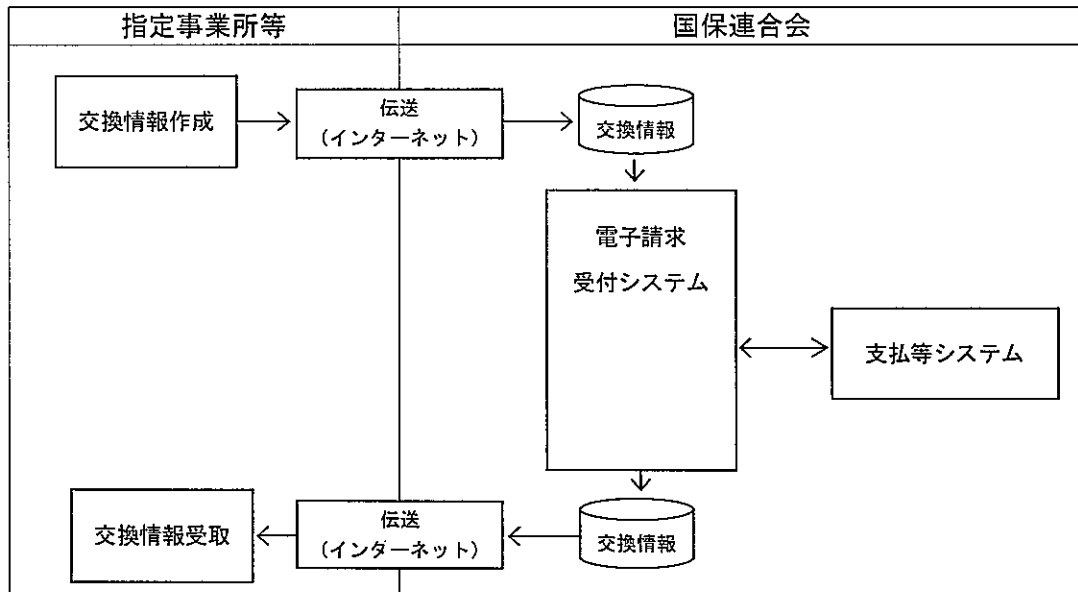 指定事業所等
国保連合会
交換情報作成
伝送
（インターネット）
交換情報
電子請求
受付システム
支払等システム
交換情報受取
伝送
（インターネット）
交換情報